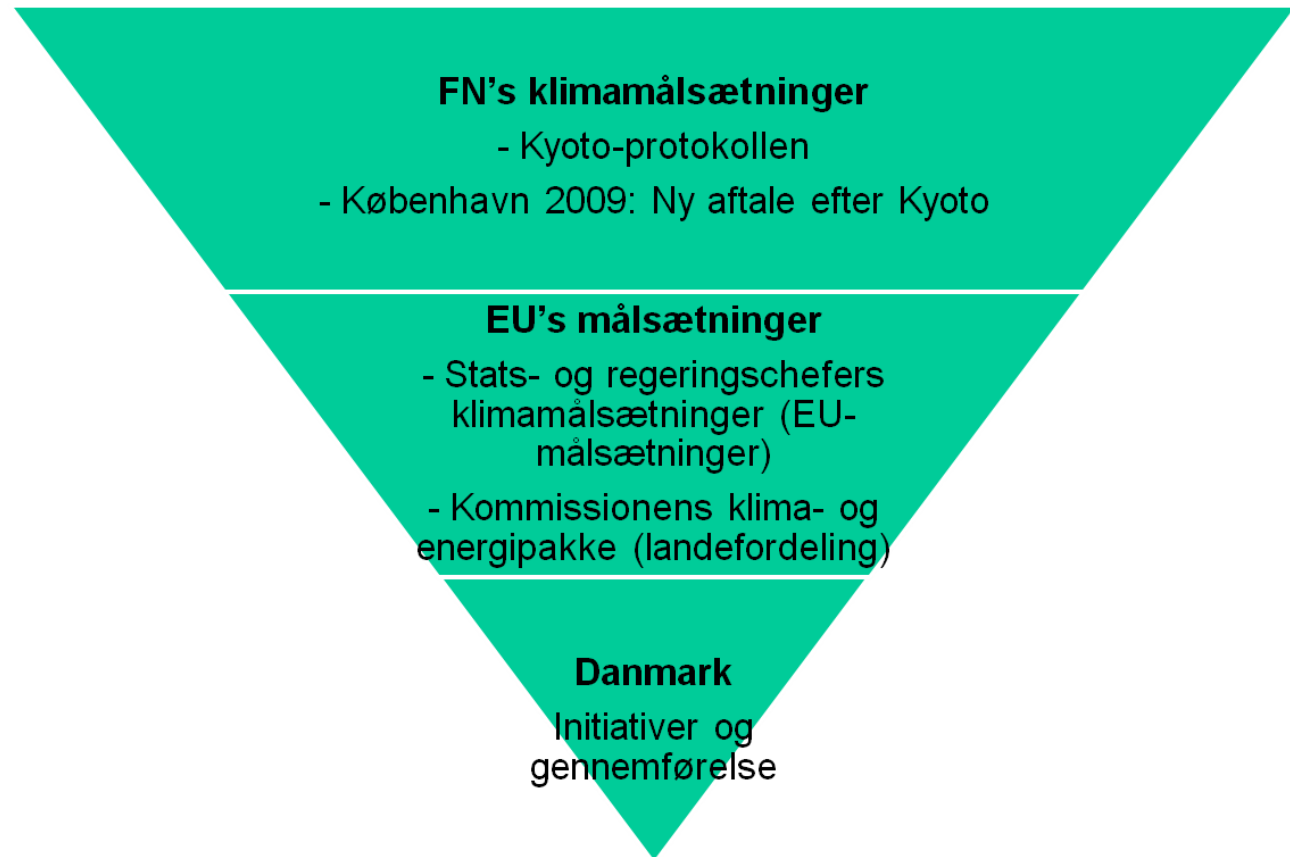 FN’s klimamålsætninger
- Kyoto-protokollen
- København 2009: Ny aftale efter Kyoto
EU’s målsætninger
- Stats- og regeringschefers
klimamålsætninger (EU-
målsætninger)
- Kommissionens klima- og
energipakke (landefordeling)
Danmark
Initiativer og
gennemførelse